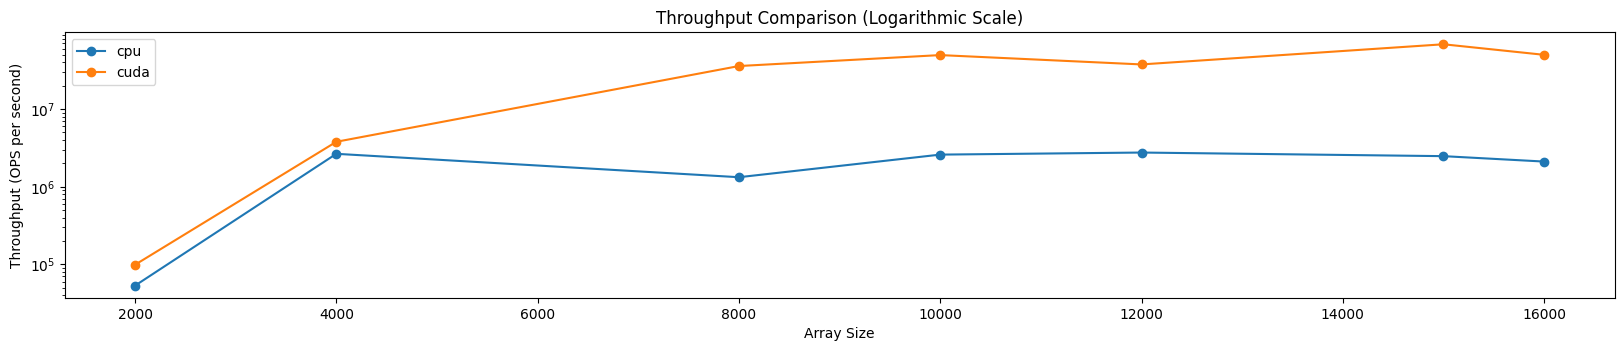 Throughput Comparison (Logarithmic Scale)
cpu
cuda
Throughput (OPS per second)
10⁷
10⁶
10⁵
2000 4000 6000 8000 10000 12000 14000 16000
Array Size